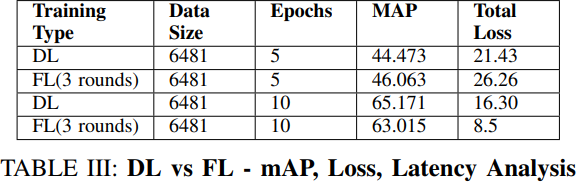 Training Type Data Size Epochs MAP Total Loss
DL 6481 5 44.473 21.43
FL(3 rounds) 6481 5 46.063 26.26
DL 6481 10 65.171 16.30
FL(3 rounds) 6481 10 63.015 8.5
TABLE III: DL vs FL - mAP, Loss, Latency Analysis